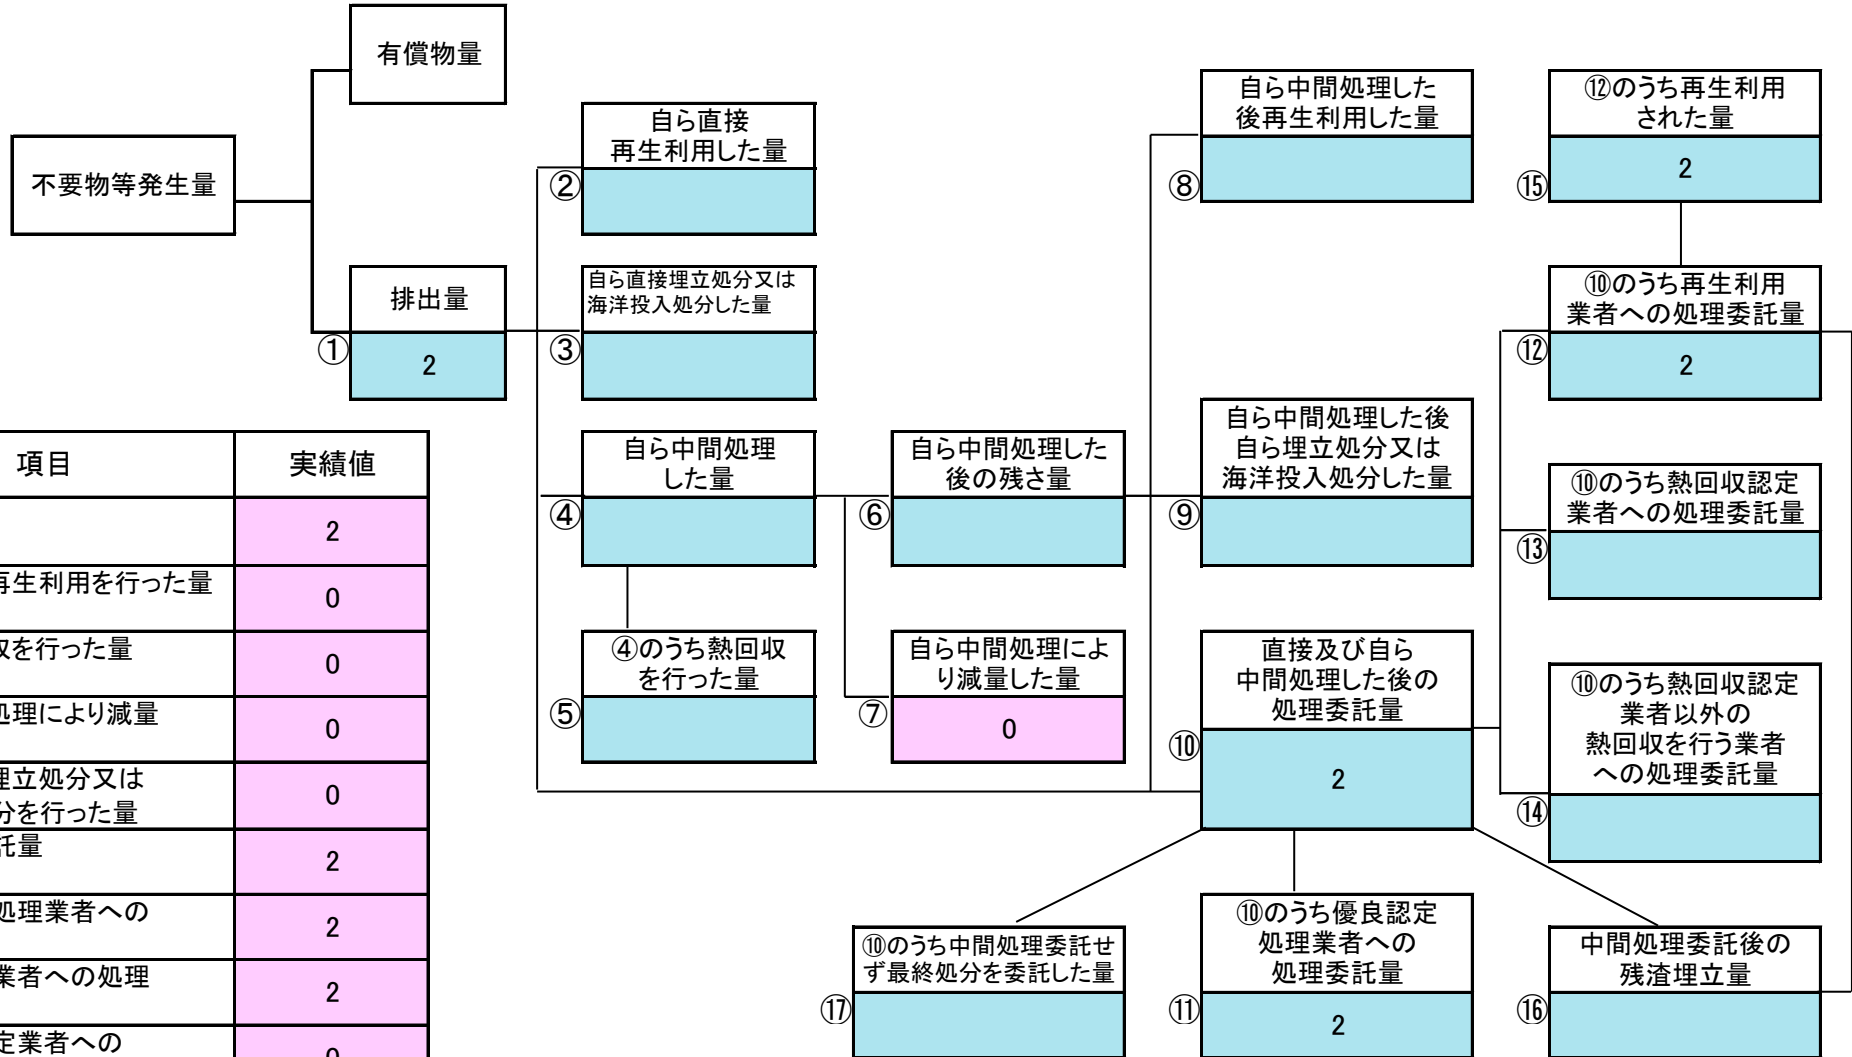 有償物量
不要物等発生量
排出量
①
2
自ら直接
再生利用した量
②
自ら直接埋立処分又は
海洋投入処分した量
③
自ら中間処理
した量
④
④のうち熱回収
を行った量
⑤
自ら中間処理した
後の残さ量
⑥
自ら中間処理によ
り減量した量
⑦
0
自ら中間処理した
後再生利用した量
⑧
自ら中間処理した後
自ら埋立処分又は
海洋投入処分した量
⑨
直接及び自ら
中間処理した後の
処理委託量
⑩
2
⑫のうち再生利用
された量
⑮
2
⑩のうち再生利用
業者への処理委託量
⑫
2
⑩のうち熱回収認定
業者への処理委託量
⑬
⑩のうち熱回収認定
業者以外の
熱回収を行う業者
への処理委託量
⑭
⑩のうち中間処理委託せ
ず最終処分を委託した量
⑰
⑩のうち優良認定
処理業者への
処理委託量
⑪
2
中間処理委託後の
残渣埋立量
⑯
項目 実績値
2
再生利用を行った量 0
を行った量 0
処理により減量 0
埋立処分又は
分を行った量 0
託量 2
処理業者への 2
業者への処理 2
定業者への 0